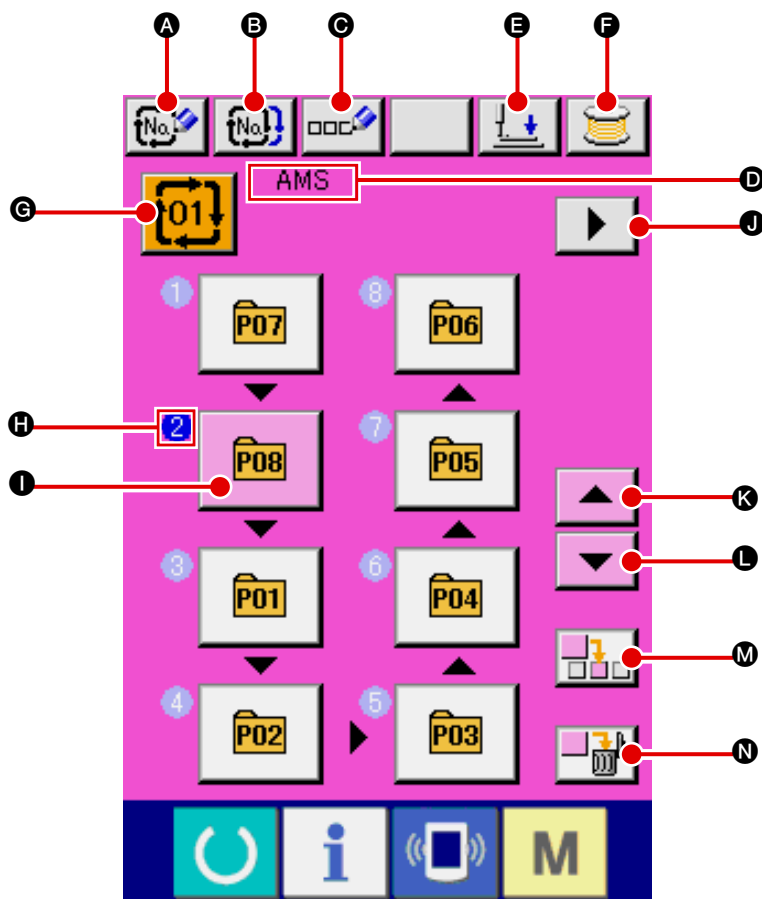 A B C E F
No. No.
AMS D
G 01 J
1 P07 8 P06
H 2 P08 7 P05
I K
3 P01 6 P04 L
M
4 P02 5 P03 N
i M